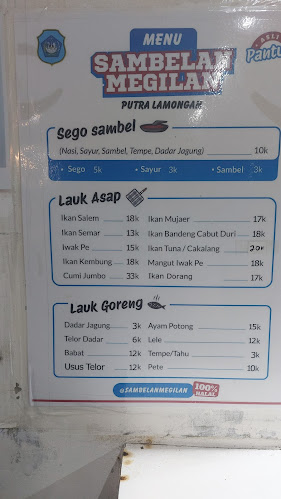 MENU
ASLI
Pantu
SAMBELAN
MEGILAN
PUTRA LAMONGAN
Sego sambel
(Nasi, Sayur, Sambel, Tempe, Dadar Jagung) 10k
• Sego 5k • Sayur 3k • Sambel 3k
Lauk Asap
Ikan Salem 18k Ikan Mujaer 17k
Ikan Semar 13k Ikan Bandeng Cabut Duri 18k
Iwak Pe 15k Ikan Tuna / Cakalang 20k
Ikan Kembung 18k Mangut Iwak Pe 18k
Cumi Jumbo 33k Ikan Dorang 17k
Lauk Goreng
Dadar Jagung 3k Ayam Potong 15k
Telor Dadar 6k Lele 12k
Babat 12k Tempe/Tahu 3k
Usus Telor 12k Pete 10k
@SAMBELANMEGILAN 100% HALAL